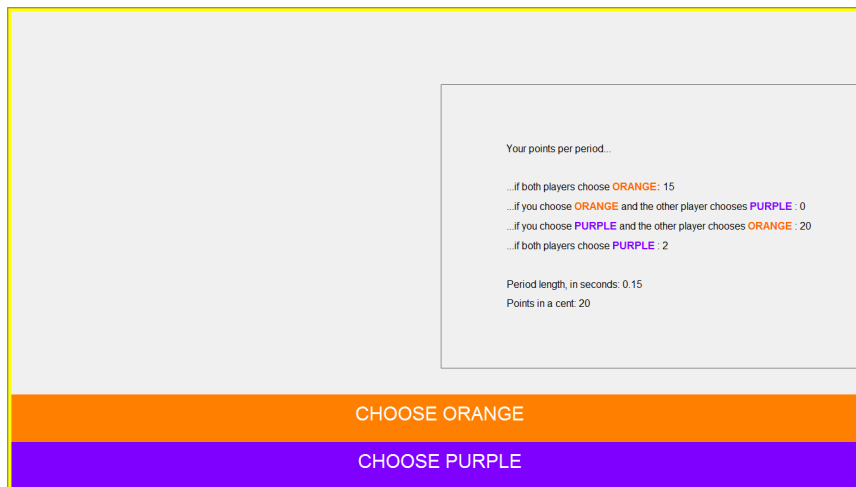 Your points per period...
...if both players choose ORANGE: 15
...if you choose ORANGE and the other player chooses PURPLE : 0
...if you choose PURPLE and the other player chooses ORANGE : 20
...if both players choose PURPLE : 2
Period length, in seconds: 0.15
Points in a cent: 20
CHOOSE ORANGE
CHOOSE PURPLE